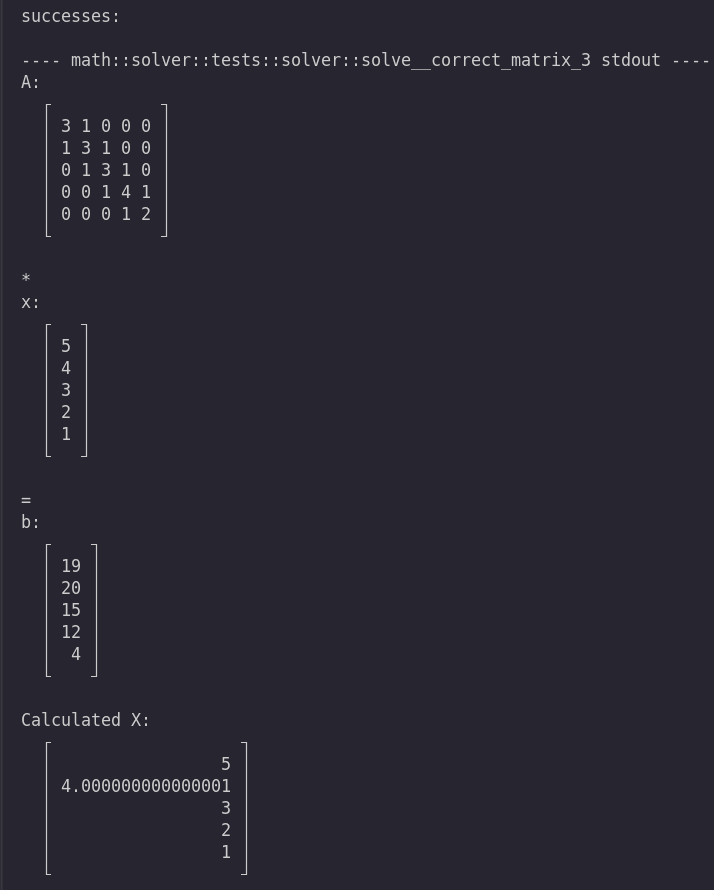 successes:
---- math::solver::tests::solver::solve__correct_matrix_3 stdout ----
A:
3 1 0 0 0
1 3 1 0 0
0 1 3 1 0
0 0 1 4 1
0 0 0 1 2
*
x:
5
4
3
2
1
=
b:
19
20
15
12
4
Calculated X:
5
4.000000000000001
3
2
1